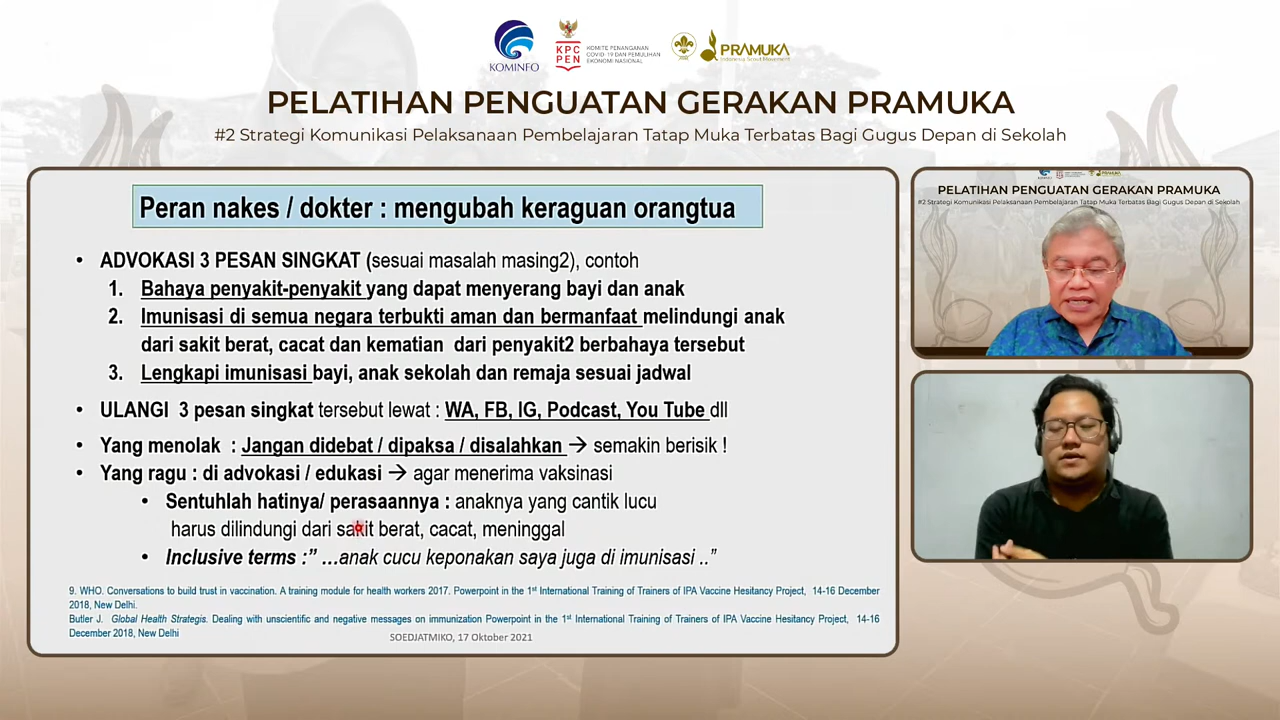 KOMINFO
KPC
PEN
KOMITE PENANGANAN
COVID-19 DAN PEMULIHAN
EKONOMI NASIONAL
PRAMUKA
Indonesia Scout Movement
PELATIHAN PENGUATAN GERAKAN PRAMUKA
#2 Strategi Komunikasi Pelaksanaan Pembelajaran Tatap Muka Terbatas Bagi Gugus Depan di Sekolah
Peran nakes / dokter : mengubah keraguan orangtua
• ADVOKASI 3 PESAN SINGKAT (sesuai masalah masing2), contoh
1. Bahaya penyakit-penyakit yang dapat menyerang bayi dan anak
2. Imunisasi di semua negara terbukti aman dan bermanfaat melindungi anak
dari sakit berat, cacat dan kematian dari penyakit2 berbahaya tersebut
3. Lengkapi imunisasi bayi, anak sekolah dan remaja sesuai jadwal
• ULANGI 3 pesan singkat tersebut lewat : WA, FB, IG, Podcast, You Tube dll
• Yang menolak : Jangan didebat / dipaksa / disalahkan → semakin berisik !
• Yang ragu : di advokasi / edukasi → agar menerima vaksinasi
• Sentuhlah hatinya/ perasaannya : anaknya yang cantik lucu
harus dilindungi dari sakit berat, cacat, meninggal
• Inclusive terms :” …anak cucu keponakan saya juga di imunisasi ..”
9. WHO. Conversations to build trust in vaccination. A training module for health workers 2017. Powerpoint in the 1st International Training of Trainers of IPA Vaccine Hesitancy Project, 14-16 December
2018, New Delhi.
Butler J. Global Health Strategis. Dealing with unscientific and negative messages on immunization Powerpoint in the 1st International Training of Trainers of IPA Vaccine Hesitancy Project, 14-16
December 2018, New Delhi
SOEDJATMIKO, 17 Oktober 2021
PELATIHAN PENGUATAN GERAKAN PRAMUKA
#2 Strategi Komunikasi Pelaksanaan Pembelajaran Tatap Muka Terbatas Bagi Gugus Depan di Sekolah